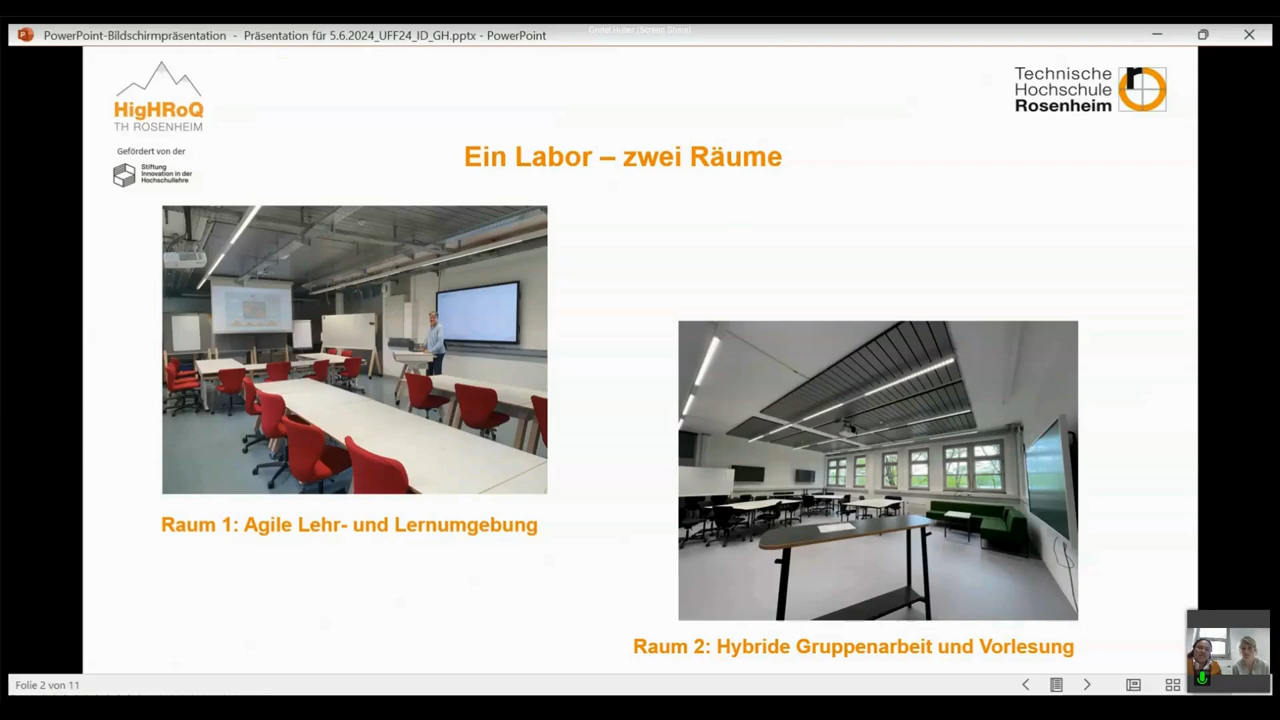 PowerPoint-Bildschirmpräsentation - Präsentation für 5.6.2024_UFF24_ID_GH.pptx - PowerPoint
(Screen Share)
HigHRoQ
TH ROSENHEIM
Technische
Hochschule
Rosenheim
Gefördert von der
Stiftung
Innovation in der
Hochschullehre
Ein Labor – zwei Räume
Raum 1: Agile Lehr- und Lernumgebung
Raum 2: Hybride Gruppenarbeit und Vorlesung
Folie 2 von 11